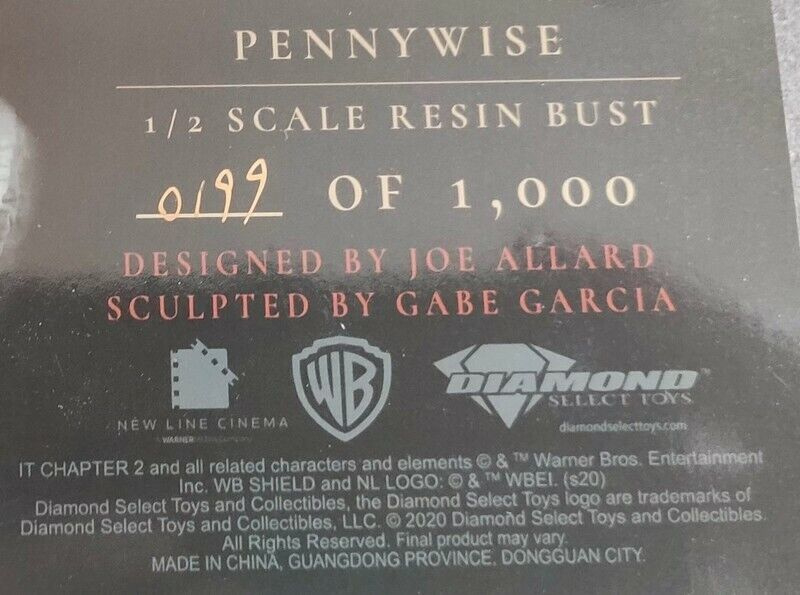 PENNYWISE
1/2 SCALE RESIN BUST
0199 OF 1,000
DESIGNED BY JOE ALLARD
SCULPTED BY GABE GARCIA
NEW LINE CINEMA
A WARNER
WB
DIAMOND™
SELECT TOYS
diamondselecttoys.com
IT CHAPTER 2 and all related characters and elements © & ™ Warner Bros. Entertainment
Inc. WB SHIELD and NL LOGO: © & ™ WBEI. (s20)
Diamond Select Toys and Collectibles, the Diamond Select Toys logo are trademarks of
Diamond Select Toys and Collectibles, LLC. © 2020 Diamond Select Toys and Collectibles.
All Rights Reserved. Final product may vary.
MADE IN CHINA, GUANGDONG PROVINCE, DONGGUAN CITY.